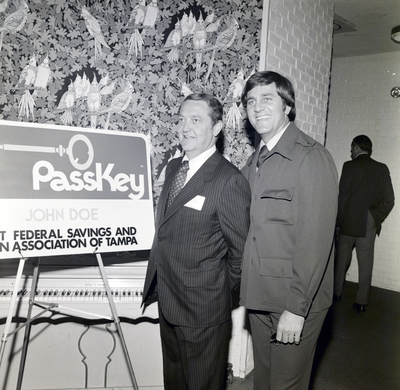 PassKey
JOHN DOE
T FEDERAL SAVINGS AND
N ASSOCIATION OF TAMPA